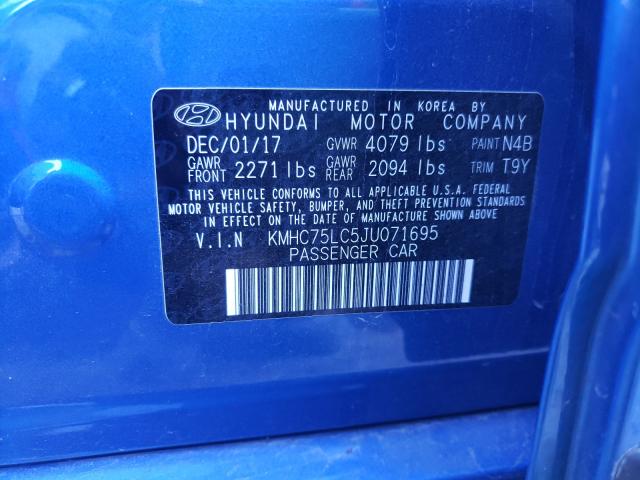 MANUFACTURED IN KOREA BY
HYUNDAI MOTOR COMPANY
DEC/01/17 GVWR 4079 lbs PAINT N4B
GAWR FRONT 2271 lbs GAWR REAR 2094 lbs TRIM T9Y
THIS VEHICLE CONFORMS TO ALL APPLICABLE U.S.A. FEDERAL
MOTOR VEHICLE SAFETY, BUMPER, AND THEFT PREVENTION STANDARDS
IN EFFECT ON THE DATE OF MANUFACTURE SHOWN ABOVE.
V.I.N KMHC75LC5JU071695
PASSENGER CAR